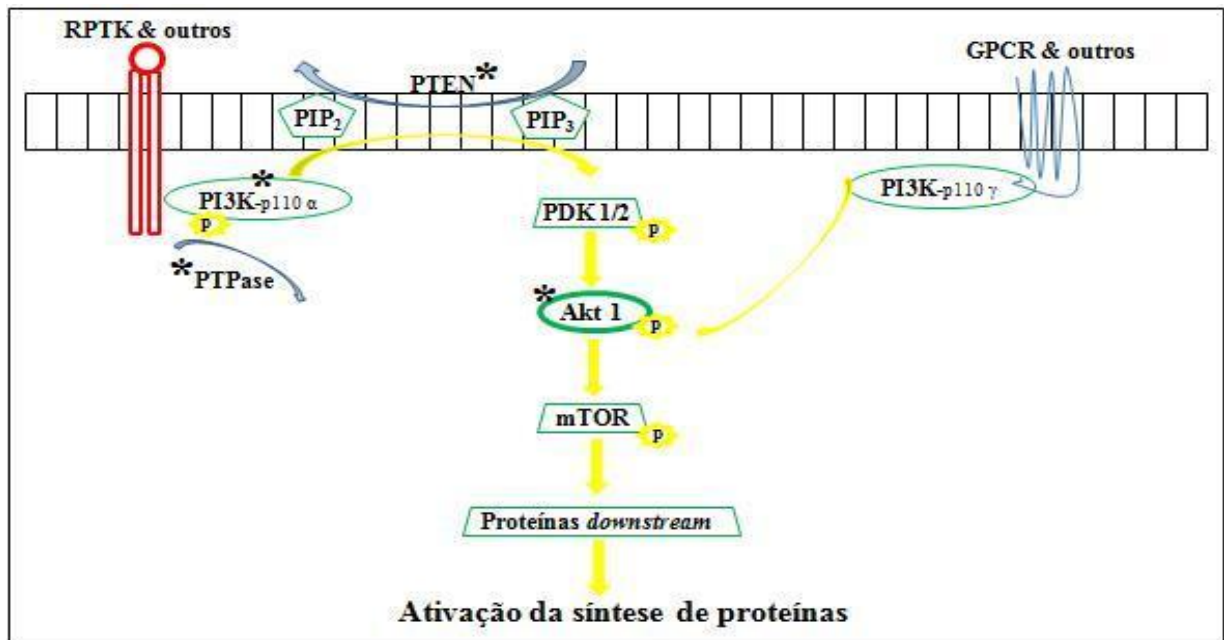 RPTK & outros
GPCR & outros
PTEN*
PIP2
PIP3
*
PI3K-p110 α
P
PI3K-p110 γ
*PTPase
PDK 1/2
P
*
Akt 1
P
mTOR
P
Proteínas downstream
Ativação da síntese de proteínas